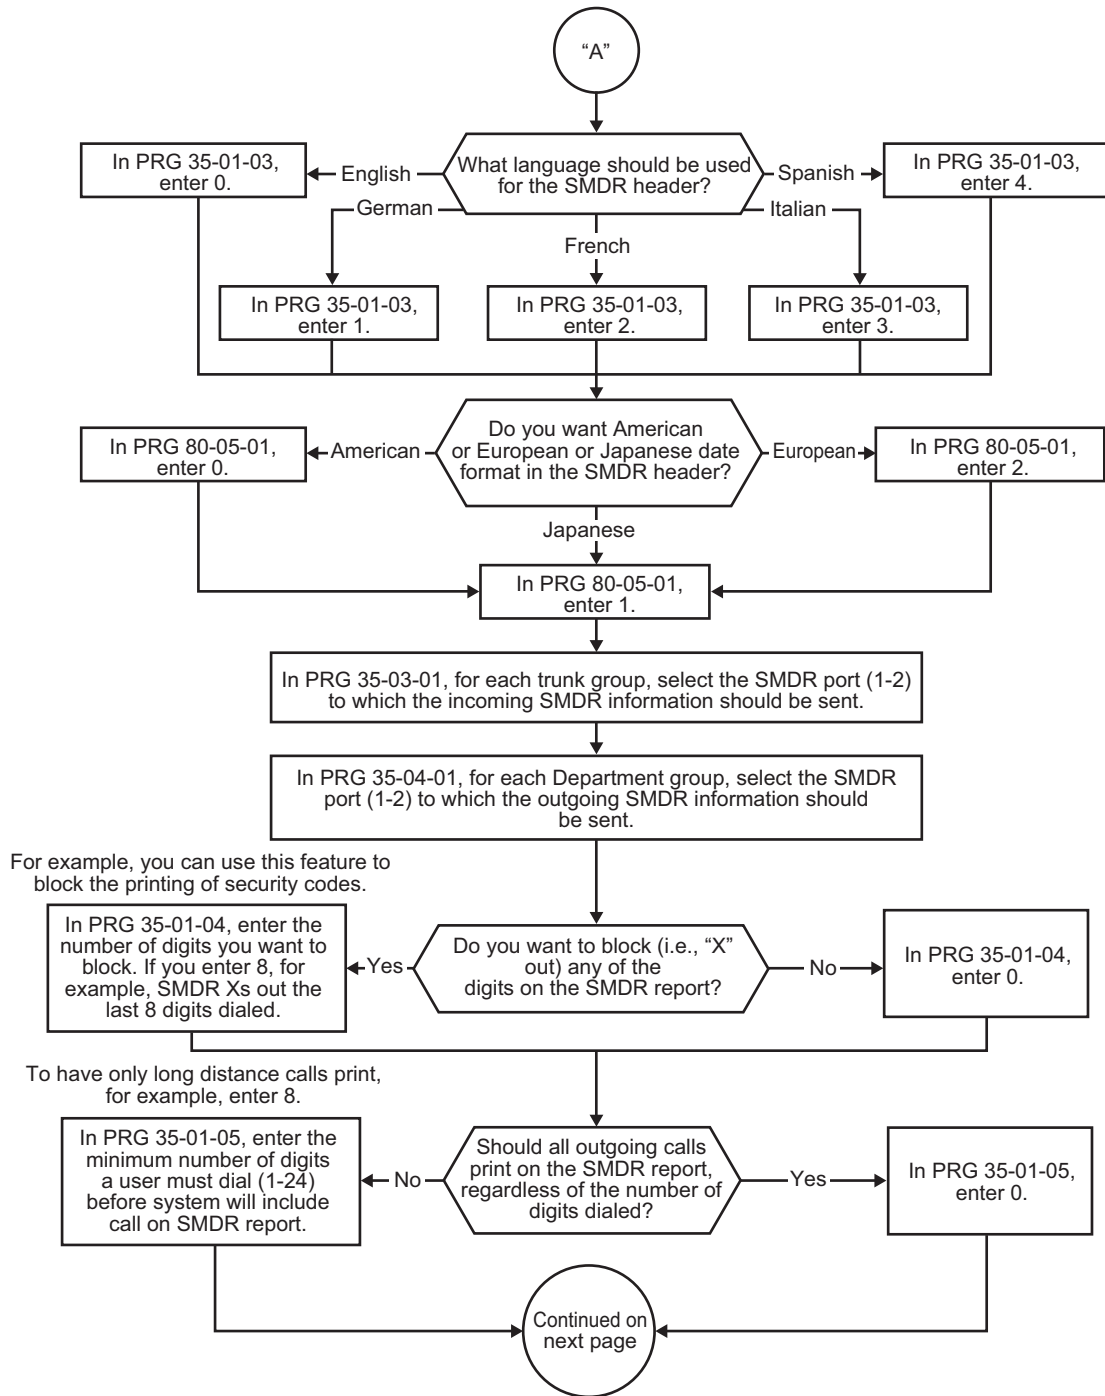 “A”
What language should be used
for the SMDR header?
English
In PRG 35-01-03,
enter 0.
Spanish
In PRG 35-01-03,
enter 4.
German
Italian
French
In PRG 35-01-03,
enter 1.
In PRG 35-01-03,
enter 2.
In PRG 35-01-03,
enter 3.
Do you want American
or European or Japanese date
format in the SMDR header?
American
In PRG 80-05-01,
enter 0.
European
In PRG 80-05-01,
enter 2.
Japanese
In PRG 80-05-01,
enter 1.
In PRG 35-03-01, for each trunk group, select the SMDR port (1-2)
to which the incoming SMDR information should be sent.
In PRG 35-04-01, for each Department group, select the SMDR
port (1-2) to which the outgoing SMDR information should
be sent.
For example, you can use this feature to
block the printing of security codes.
In PRG 35-01-04, enter the
number of digits you want to
block. If you enter 8, for
example, SMDR Xs out the
last 8 digits dialed.
Yes
Do you want to block (i.e., “X”
out) any of the
digits on the SMDR report?
No
In PRG 35-01-04,
enter 0.
To have only long distance calls print,
for example, enter 8.
In PRG 35-01-05, enter the
minimum number of digits
a user must dial (1-24)
before system will include
call on SMDR report.
No
Should all outgoing calls
print on the SMDR report,
regardless of the number of
digits dialed?
Yes
In PRG 35-01-05,
enter 0.
Continued on
next page